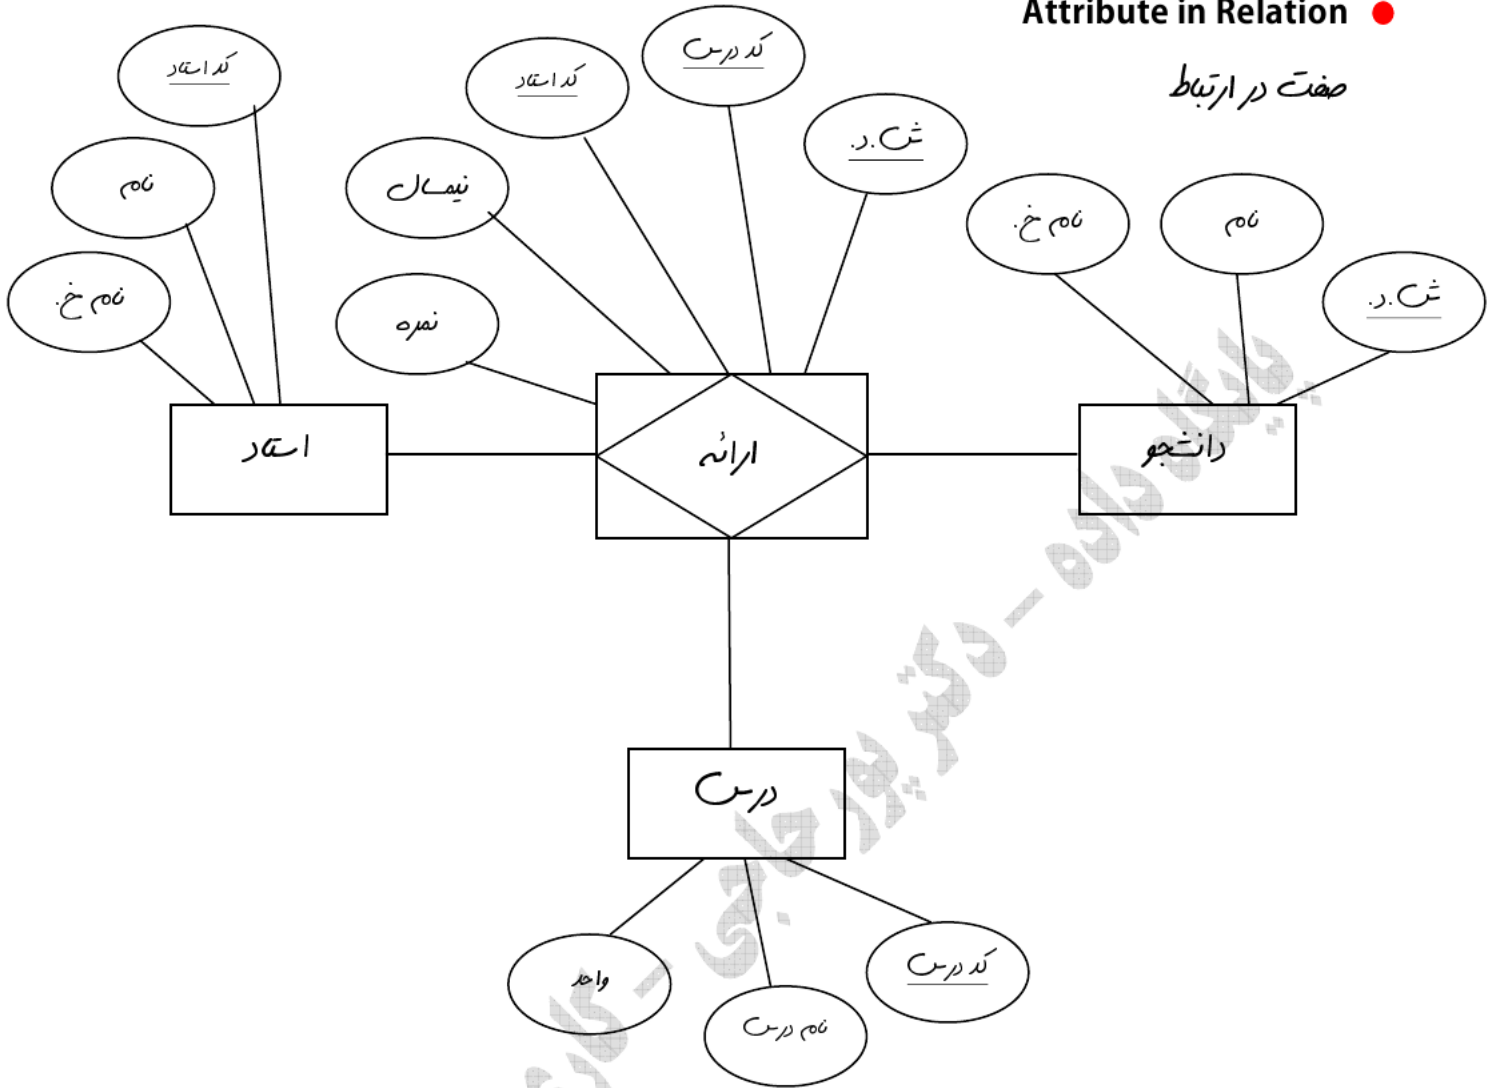 Attribute in Relation
صفت در ارتباط
کد استاد
نام
نام خ.
نیمسال
نمره
کد استاد
کد درس
ش.د.
نام خ.
نام
ش.د.
استاد
ارائه
دانشجو
درس
واحد
نام درس
کد درس
پایگاه داده - دکتر پورحاجی -